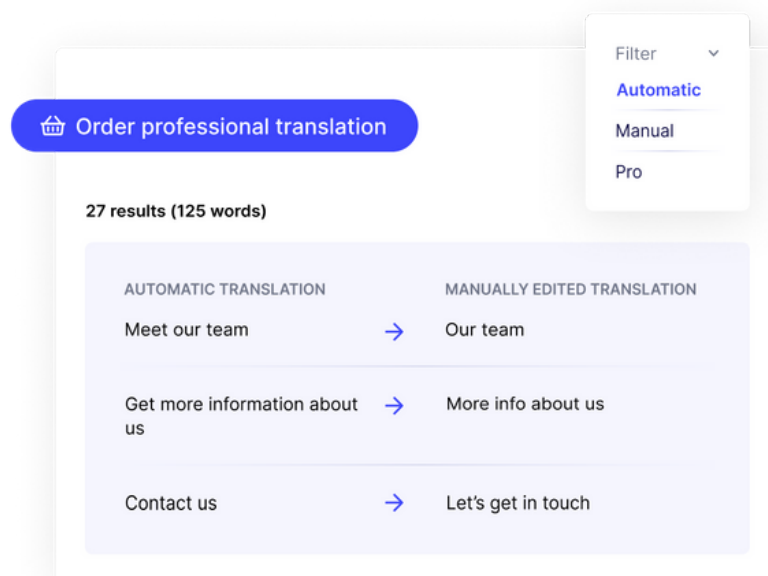 Filter
Automatic
Manual
Pro
Order professional translation
27 results (125 words)
AUTOMATIC TRANSLATION
MANUALLY EDITED TRANSLATION
Meet our team
Our team
Get more information about
us
More info about us
Contact us
Let’s get in touch